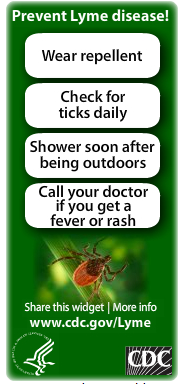 Prevent Lyme disease!
Wear repellent
Check for
ticks daily
Shower soon after
being outdoors
Call your doctor
if you get a
fever or rash
Share this widget | More info
www.cdc.gov/Lyme
CDC